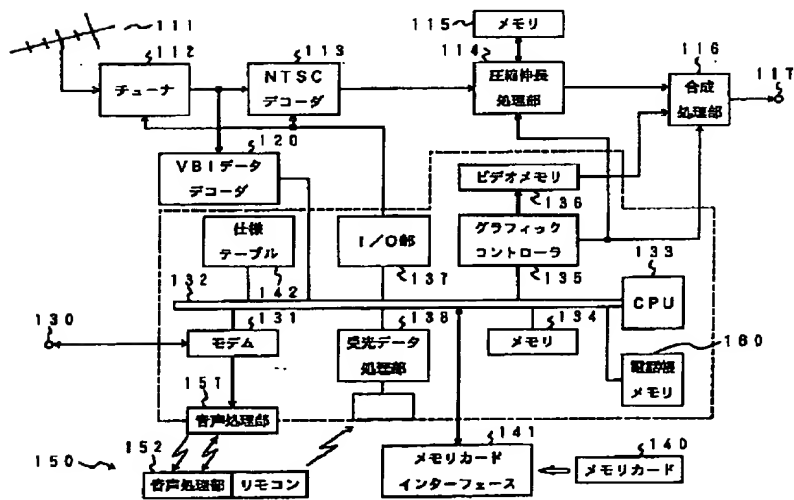 111
112
チューナ
113
NTSC
デコーダ
115
メモリ
114
圧縮伸長
処理部
116
合成
処理部
117
120
VBIデータ
デコーダ
ビデオメモリ
136
仕様
テーブル
142
I/O部
137
グラフィック
コントローラ
135
133
CPU
132
131
モデム
130
138
受光データ
処理部
134
メモリ
160
電話帳
メモリ
151
音声処理部
150
152
音声処理部
リモコン
141
メモリカード
インターフェース
140
メモリカード